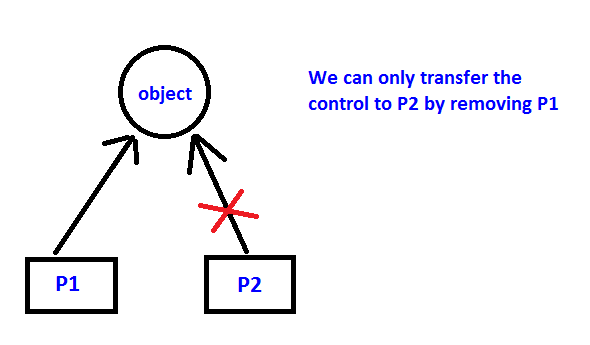 We can only transfer the
control to P2 by removing P1
object
P1
P2